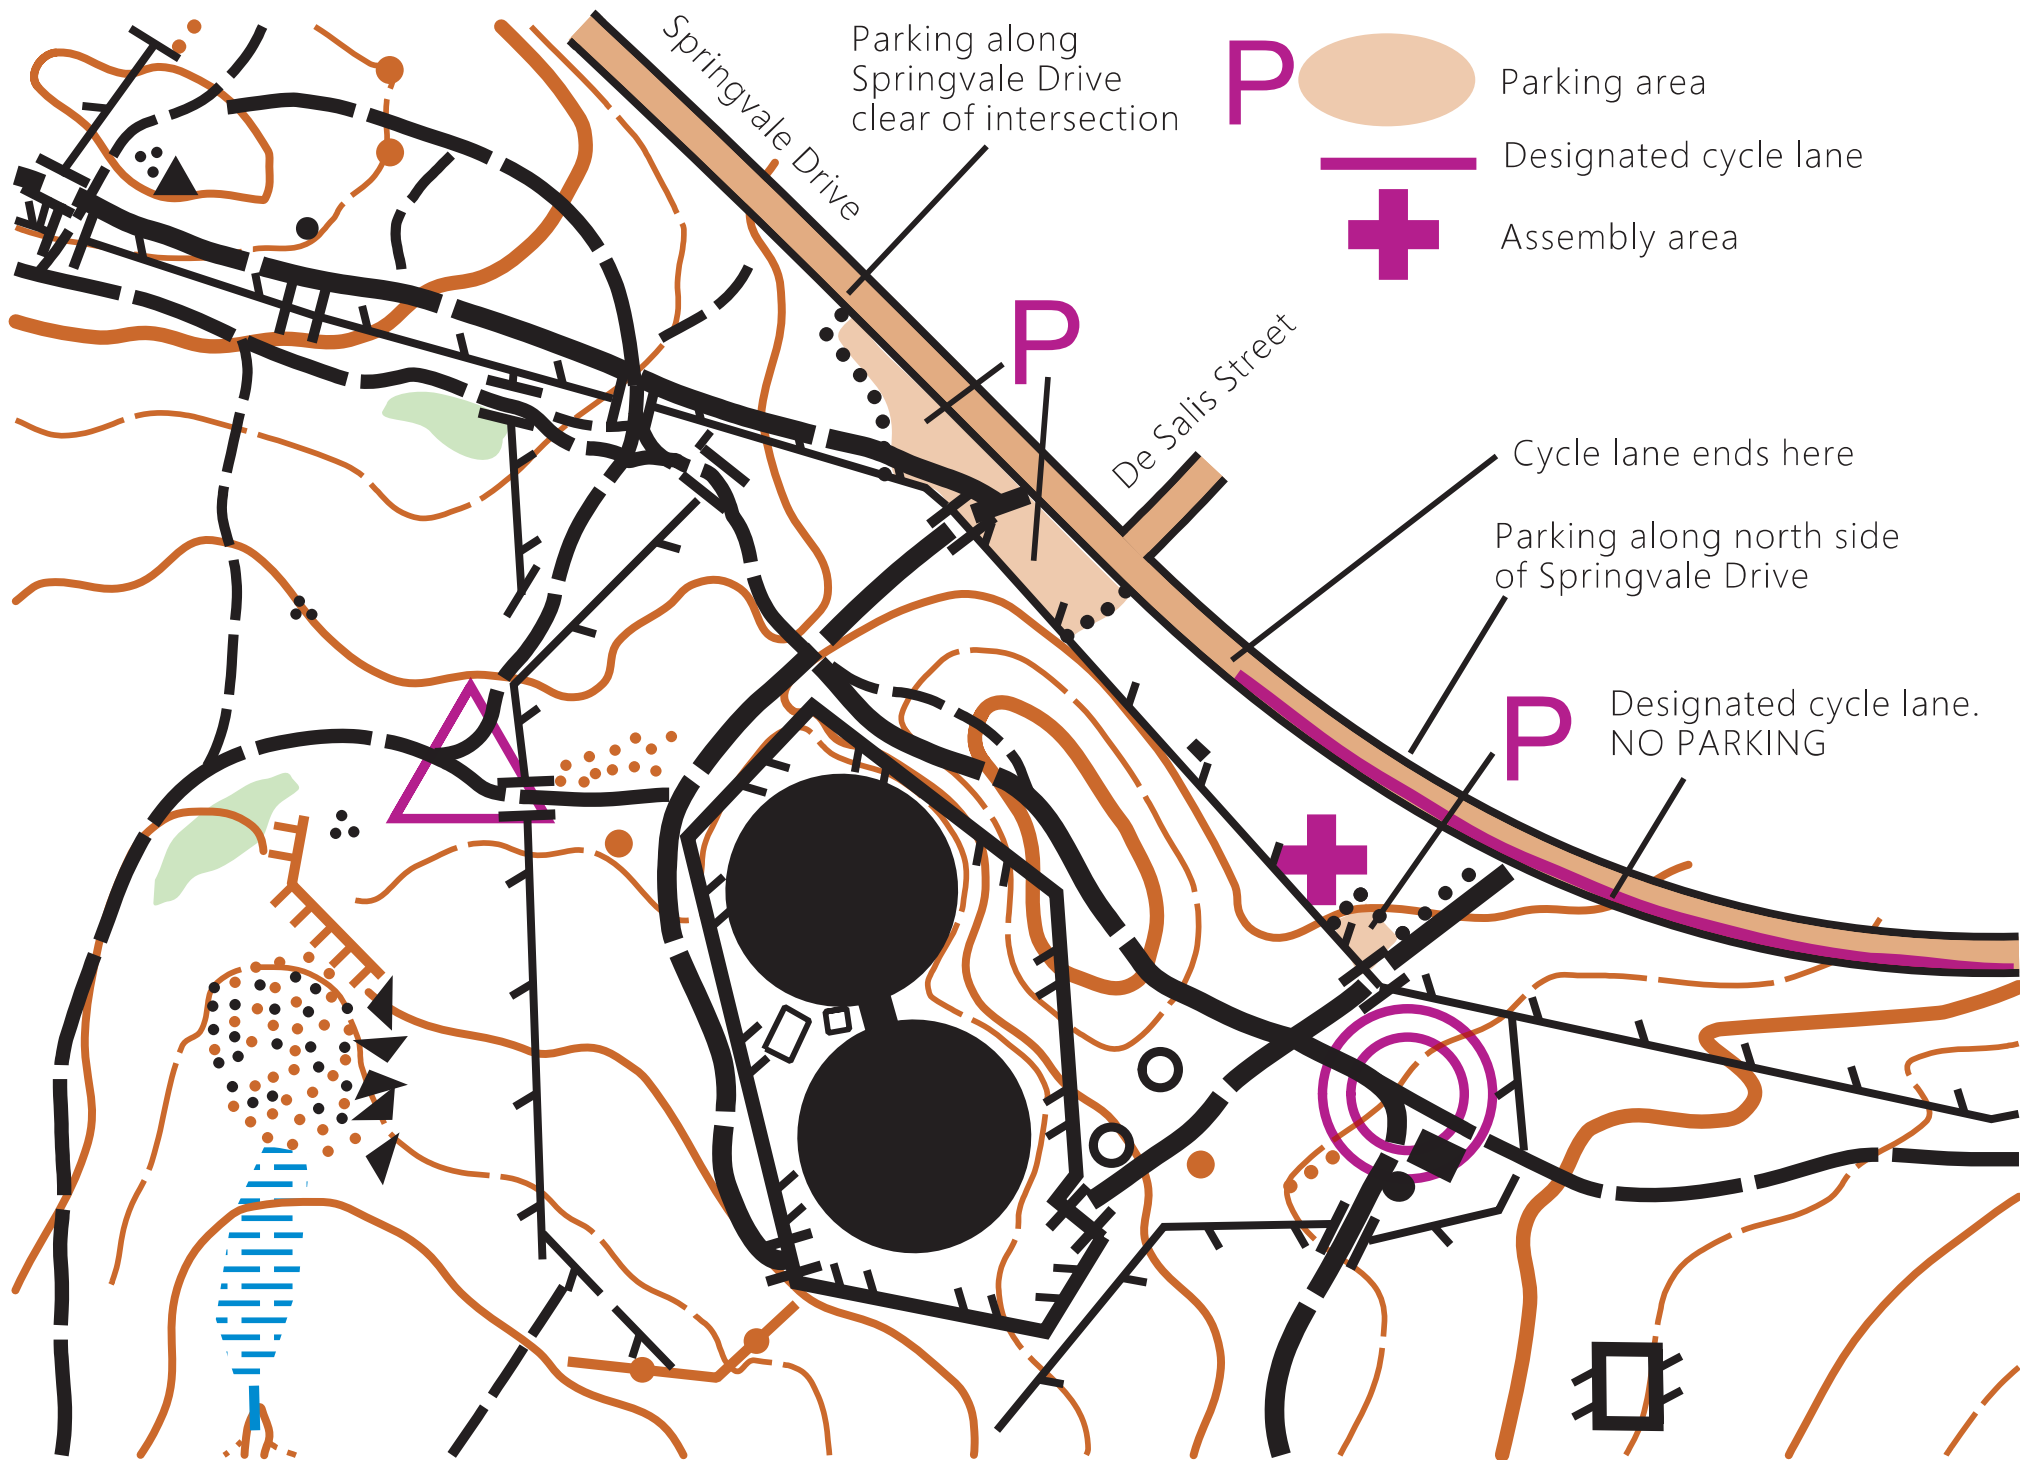 Springvale Drive
Parking along
Springvale Drive
clear of intersection
P
Parking area
Designated cycle lane
Assembly area
P
De Salis Street
Cycle lane ends here
Parking along north side
of Springvale Drive
P
Designated cycle lane.
NO PARKING